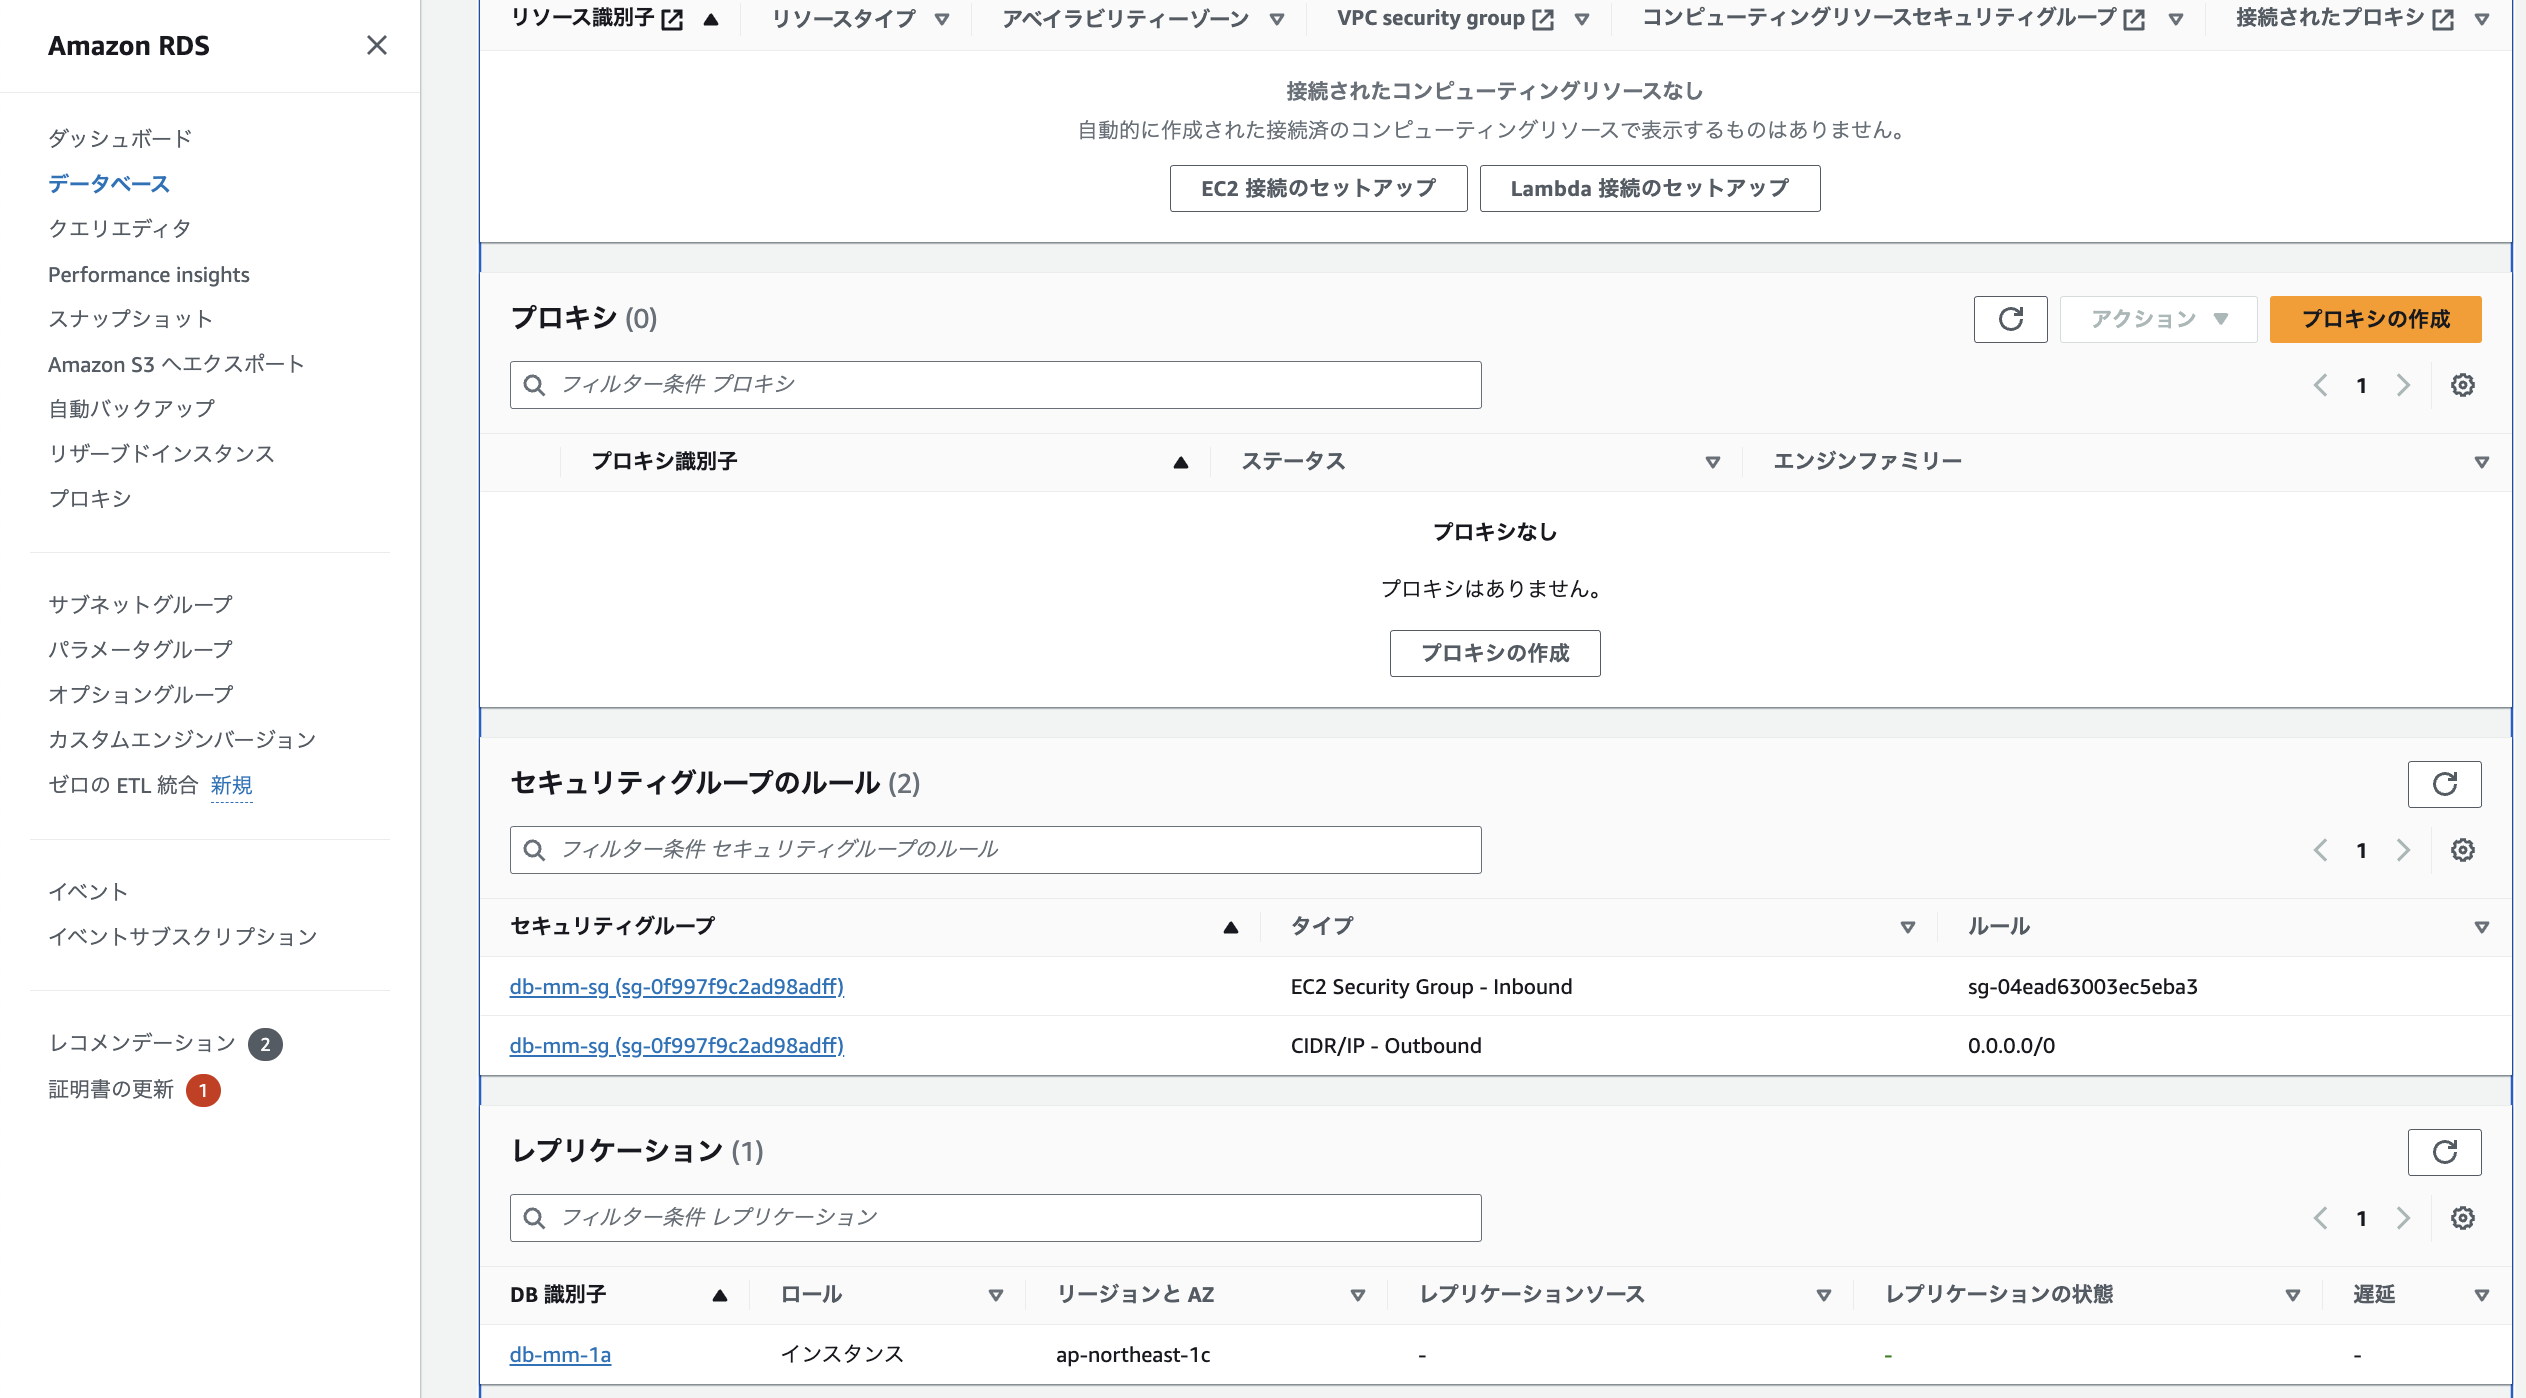 Amazon RDS
ダッシュボード
データベース
クエリエディタ
Performance insights
スナップショット
Amazon S3 へエクスポート
自動バックアップ
リザーブドインスタンス
プロキシ
サブネットグループ
パラメータグループ
オプショングループ
カスタムエンジンバージョン
ゼロの ETL 統合 新規
イベント
イベントサブスクリプション
レコメンデーション 2
証明書の更新 1
リソース識別子 リソースタイプ アベイラビリティーゾーン VPC security group コンピューティングリソースセキュリティグループ 接続されたプロキシ
接続されたコンピューティングリソースなし
自動的に作成された接続済のコンピューティングリソースで表示するものはありません。
EC2 接続のセットアップ Lambda 接続のセットアップ
プロキシ (0) アクション プロキシの作成
フィルター条件 プロキシ 1
プロキシ識別子 ステータス エンジンファミリー
プロキシなし
プロキシはありません。
プロキシの作成
セキュリティグループのルール (2)
フィルター条件 セキュリティグループのルール 1
セキュリティグループ タイプ ルール
db-mm-sg (sg-0f997f9c2ad98adff) EC2 Security Group - Inbound sg-04ead63003ec5eba3
db-mm-sg (sg-0f997f9c2ad98adff) CIDR/IP - Outbound 0.0.0.0/0
レプリケーション (1)
フィルター条件 レプリケーション 1
DB 識別子 ロール リージョンと AZ レプリケーションソース レプリケーションの状態 遅延
db-mm-1a インスタンス ap-northeast-1c - - -